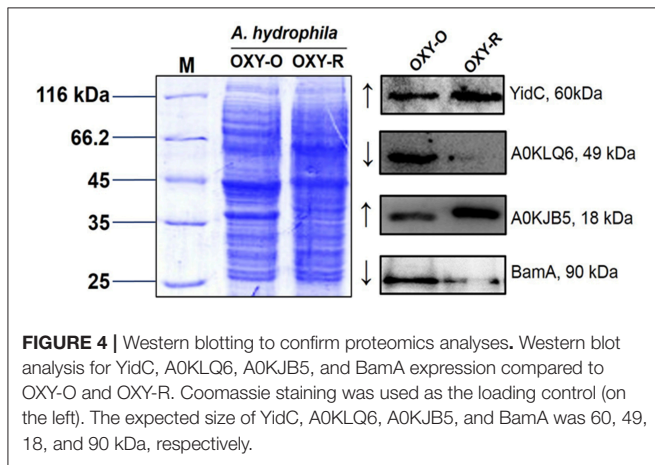 A. hydrophila
M OXY-O OXY-R
116 kDa
66.2
45
35
25
OXY-O OXY-R
↑ YidC, 60kDa
↓ A0KLQ6, 49 kDa
↑ A0KJB5, 18 kDa
↓ BamA, 90 kDa
FIGURE 4 | Western blotting to confirm proteomics analyses. Western blot
analysis for YidC, A0KLQ6, A0KJB5, and BamA expression compared to
OXY-O and OXY-R. Coomassie staining was used as the loading control (on
the left). The expected size of YidC, A0KLQ6, A0KJB5, and BamA was 60, 49,
18, and 90 kDa, respectively.